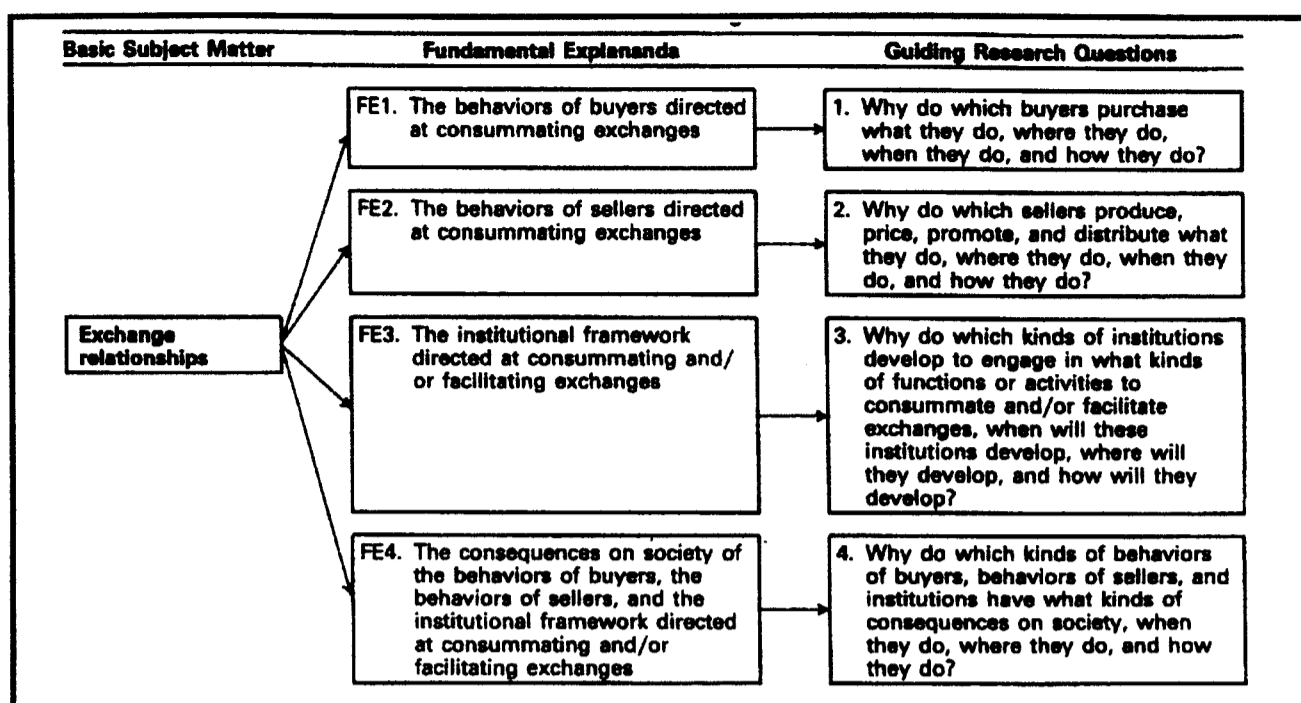 Basic Subject Matter
Fundamental Explananda
Guiding Research Questions
Exchange
relationships
FE1. The behaviors of buyers directed
at consummating exchanges
1. Why do which buyers purchase
what they do, where they do,
when they do, and how they do?
FE2. The behaviors of sellers directed
at consummating exchanges
2. Why do which sellers produce,
price, promote, and distribute what
they do, where they do, when they
do, and how they do?
FE3. The institutional framework
directed at consummating and/
or facilitating exchanges
3. Why do which kinds of institutions
develop to engage in what kinds
of functions or activities to
consummate and/or facilitate
exchanges, when will these
institutions develop, where will
they develop, and how will they
develop?
FE4. The consequences on society of
the behaviors of buyers, the
behaviors of sellers, and the
institutional framework directed
at consummating and/or
facilitating exchanges
4. Why do which kinds of behaviors
of buyers, behaviors of sellers, and
institutions have what kinds of
consequences on society, when
they do, where they do, and how
they do?